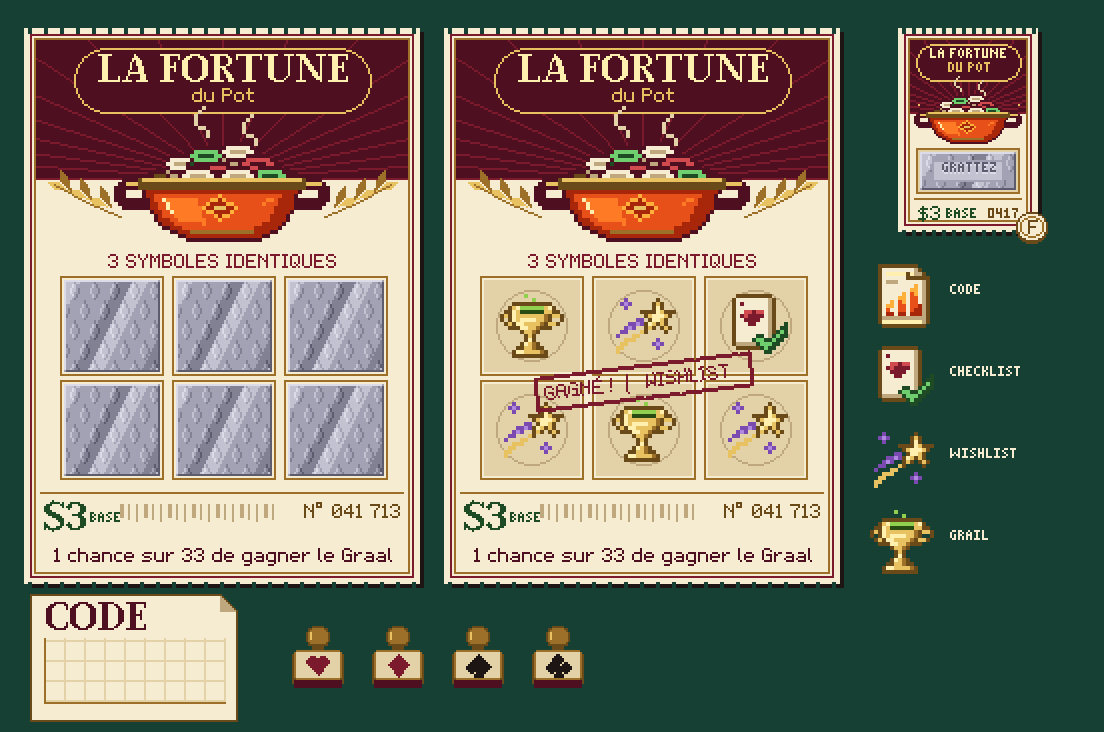 LA FORTUNE
du Pot
3 SYMBOLES IDENTIQUES
$3 BASE N° 041 713
1 chance sur 33 de gagner le Graal
LA FORTUNE
du Pot
3 SYMBOLES IDENTIQUES
GAGNÉ! | WISHLIST
$3 BASE N° 041 713
1 chance sur 33 de gagner le Graal
LA FORTUNE
DU POT
GRATTEZ
$3 BASE 0417
F
CODE
CHECKLIST
WISHLIST
GRAIL
CODE